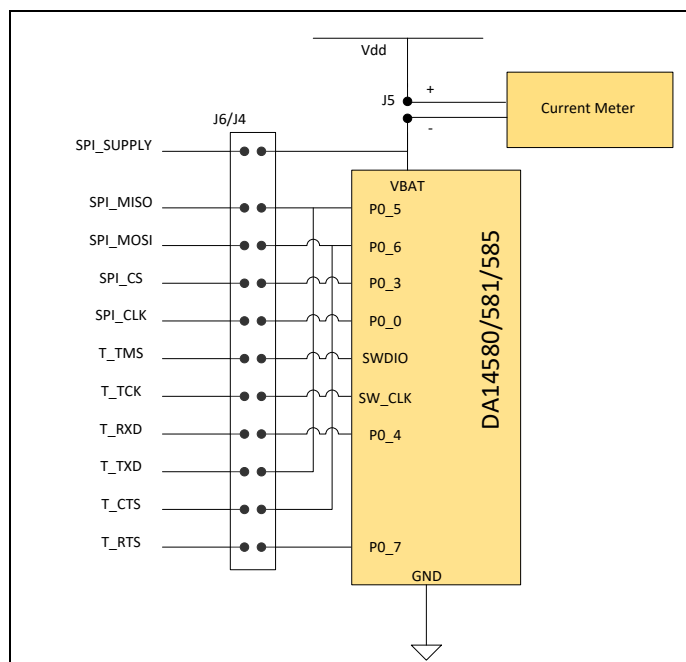 Vdd
+
J5
-
Current Meter
J6/J4
SPI_SUPPLY
SPI_MISO
SPI_MOSI
SPI_CS
SPI_CLK
T_TMS
T_TCK
T_RXD
T_TXD
T_CTS
T_RTS
VBAT
P0_5
P0_6
P0_3
P0_0
SWDIO
SW_CLK
P0_4
P0_7
GND
DA14580/581/585